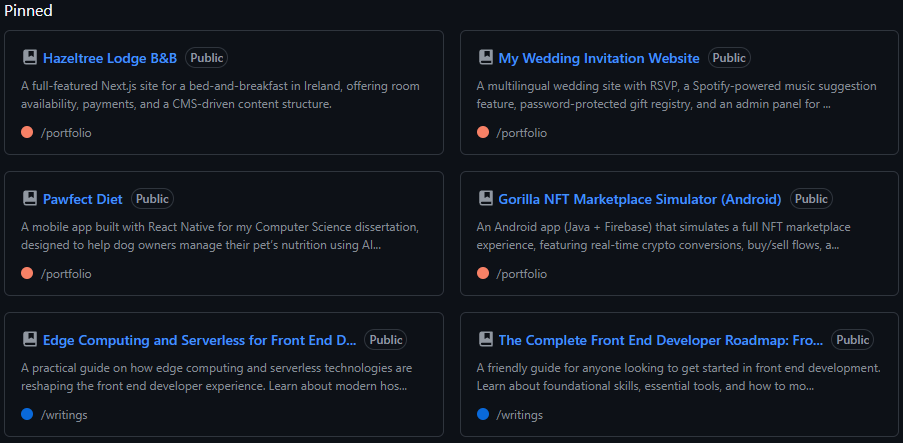 Pinned
Hazeltree Lodge B&B Public
A full-featured Next.js site for a bed-and-breakfast in Ireland, offering room
availability, payments, and a CMS-driven content structure.
/portfolio
My Wedding Invitation Website Public
A multilingual wedding site with RSVP, a Spotify-powered music suggestion
feature, password-protected gift registry, and an admin panel for ...
/portfolio
Pawfect Diet Public
A mobile app built with React Native for my Computer Science dissertation,
designed to help dog owners manage their pet’s nutrition using AI...
/portfolio
Gorilla NFT Marketplace Simulator (Android) Public
An Android app (Java + Firebase) that simulates a full NFT marketplace
experience, featuring real-time crypto conversions, buy/sell flows, a...
/portfolio
Edge Computing and Serverless for Front End D... Public
A practical guide on how edge computing and serverless technologies are
reshaping the front end developer experience. Learn about modern hos...
/writings
The Complete Front End Developer Roadmap: Fro... Public
A friendly guide for anyone looking to get started in front end development.
Learn about foundational skills, essential tools, and how to mo...
/writings